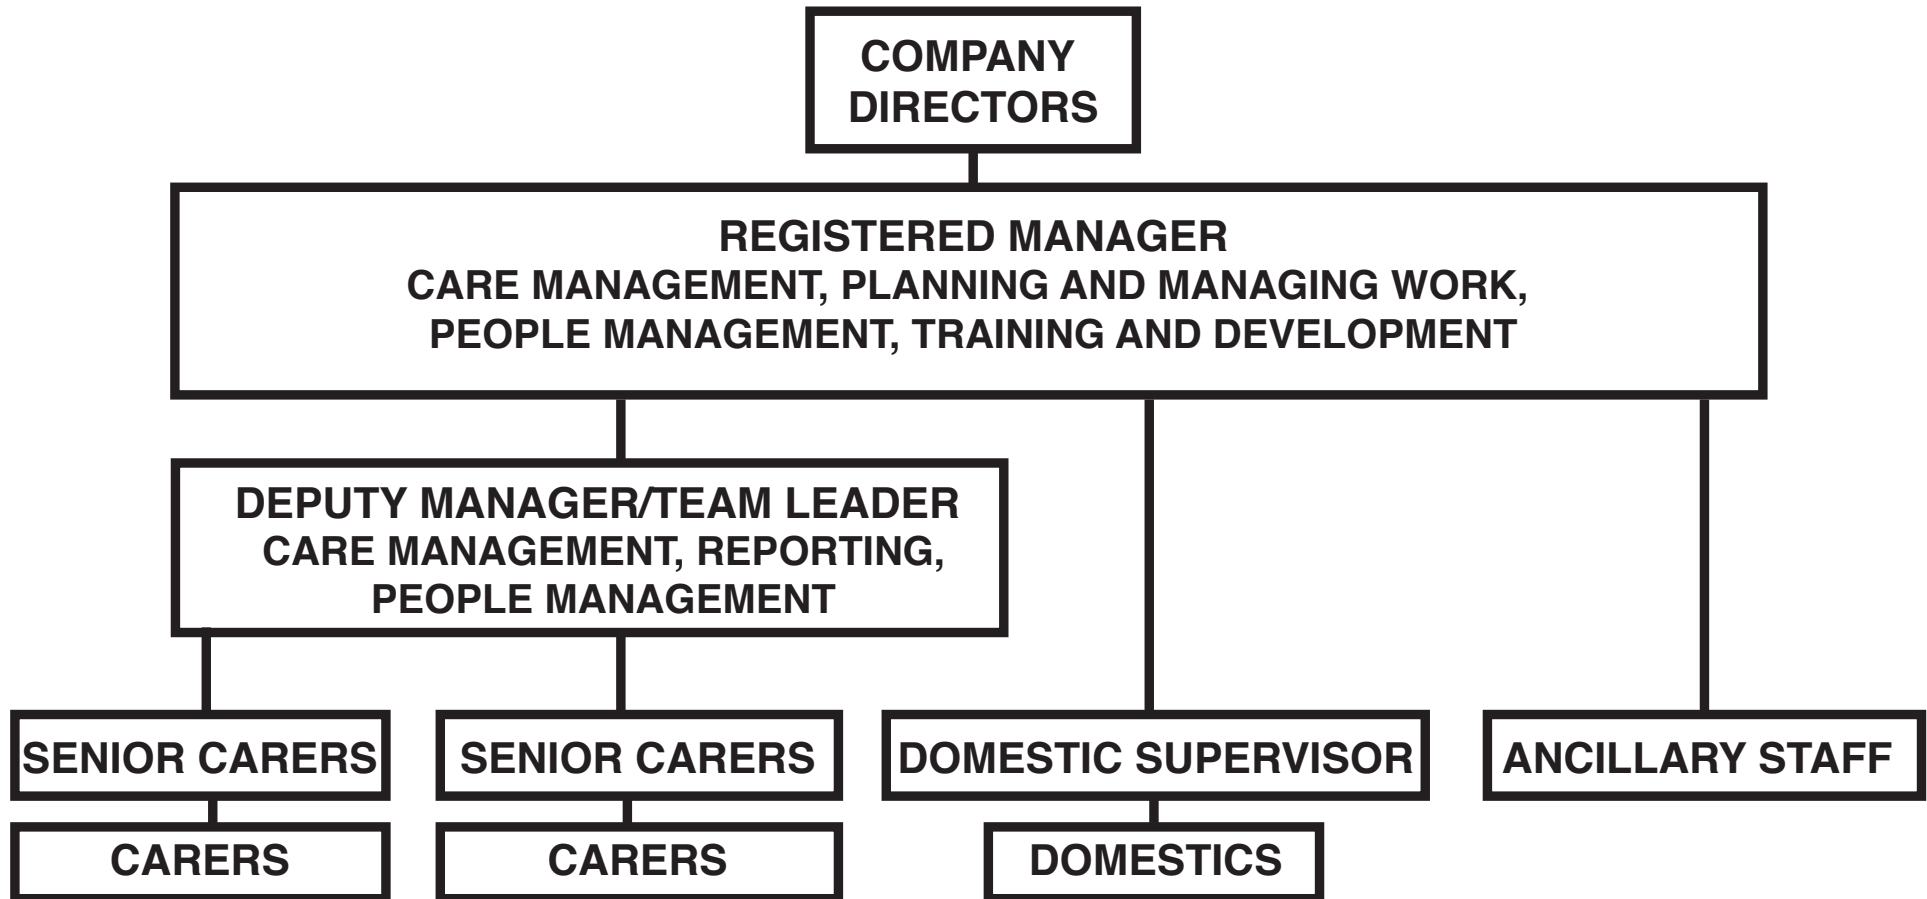 COMPANY
DIRECTORS
REGISTERED MANAGER
CARE MANAGEMENT, PLANNING AND MANAGING WORK,
PEOPLE MANAGEMENT, TRAINING AND DEVELOPMENT
DEPUTY MANAGER/TEAM LEADER
CARE MANAGEMENT, REPORTING,
PEOPLE MANAGEMENT
SENIOR CARERS
SENIOR CARERS
DOMESTIC SUPERVISOR
ANCILLARY STAFF
CARERS
CARERS
DOMESTICS